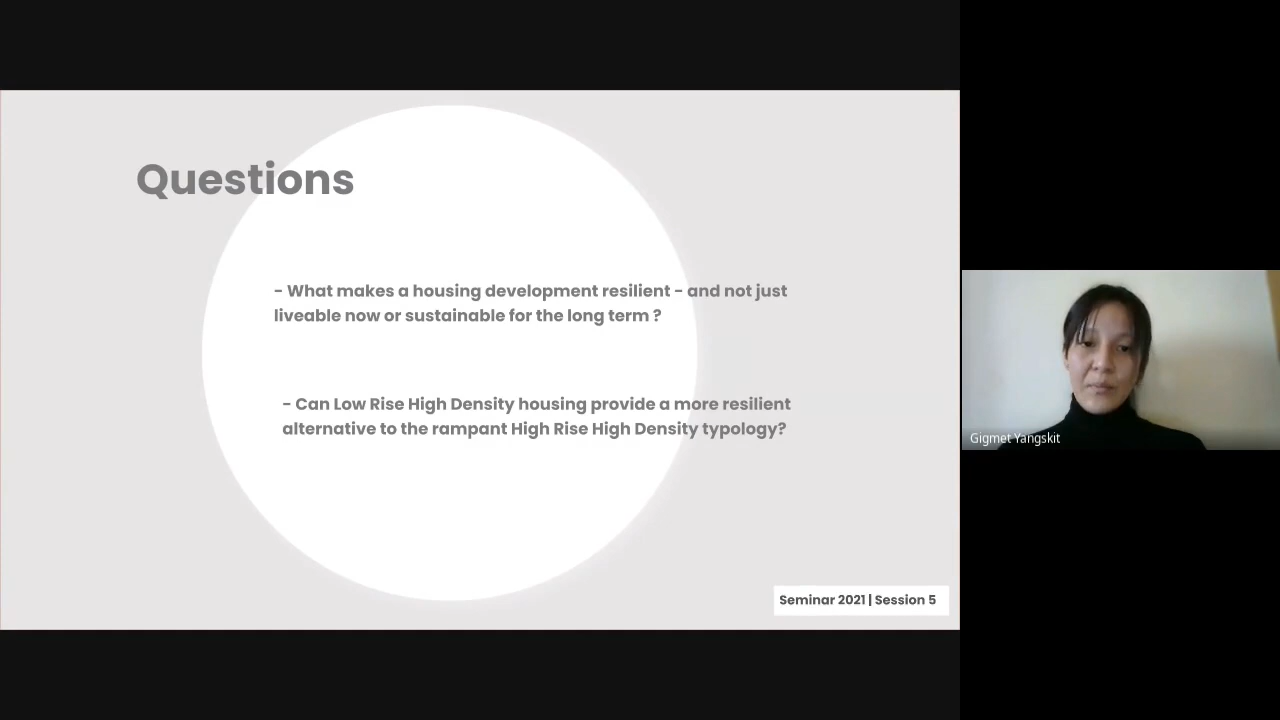 Questions
- What makes a housing development resilient - and not just
liveable now or sustainable for the long term ?
- Can Low Rise High Density housing provide a more resilient
alternative to the rampant High Rise High Density typology?
Seminar 2021 | Session 5
Gigmet Yangskit